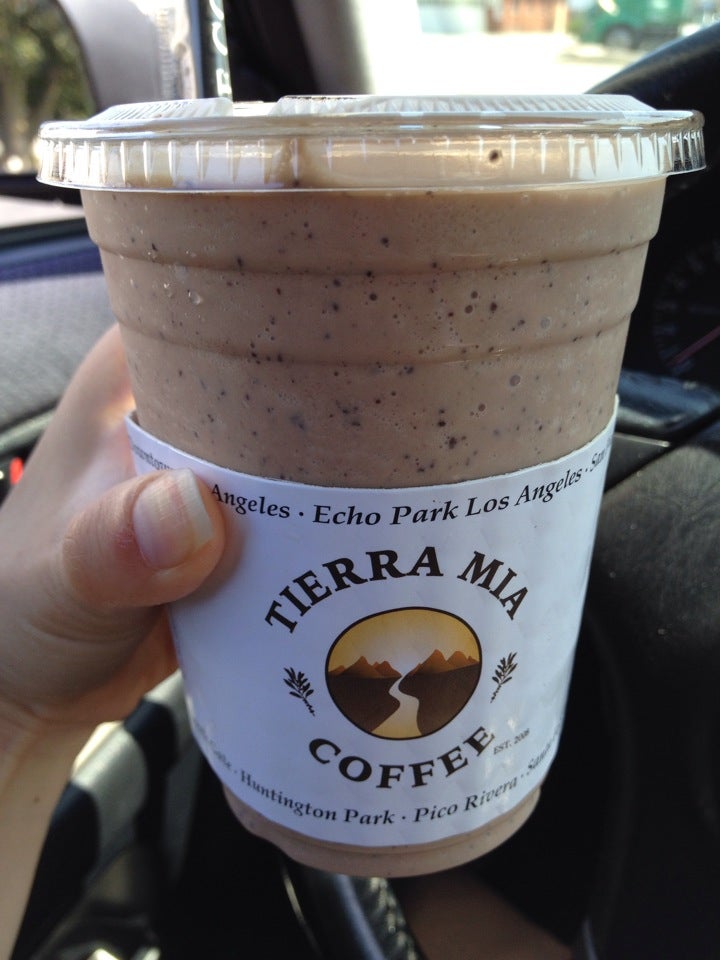 Angeles · Echo Park Los Angeles ·
TIERRA MIA
COFFEE
EST. 2008
Huntington Park · Pico Rivera ·